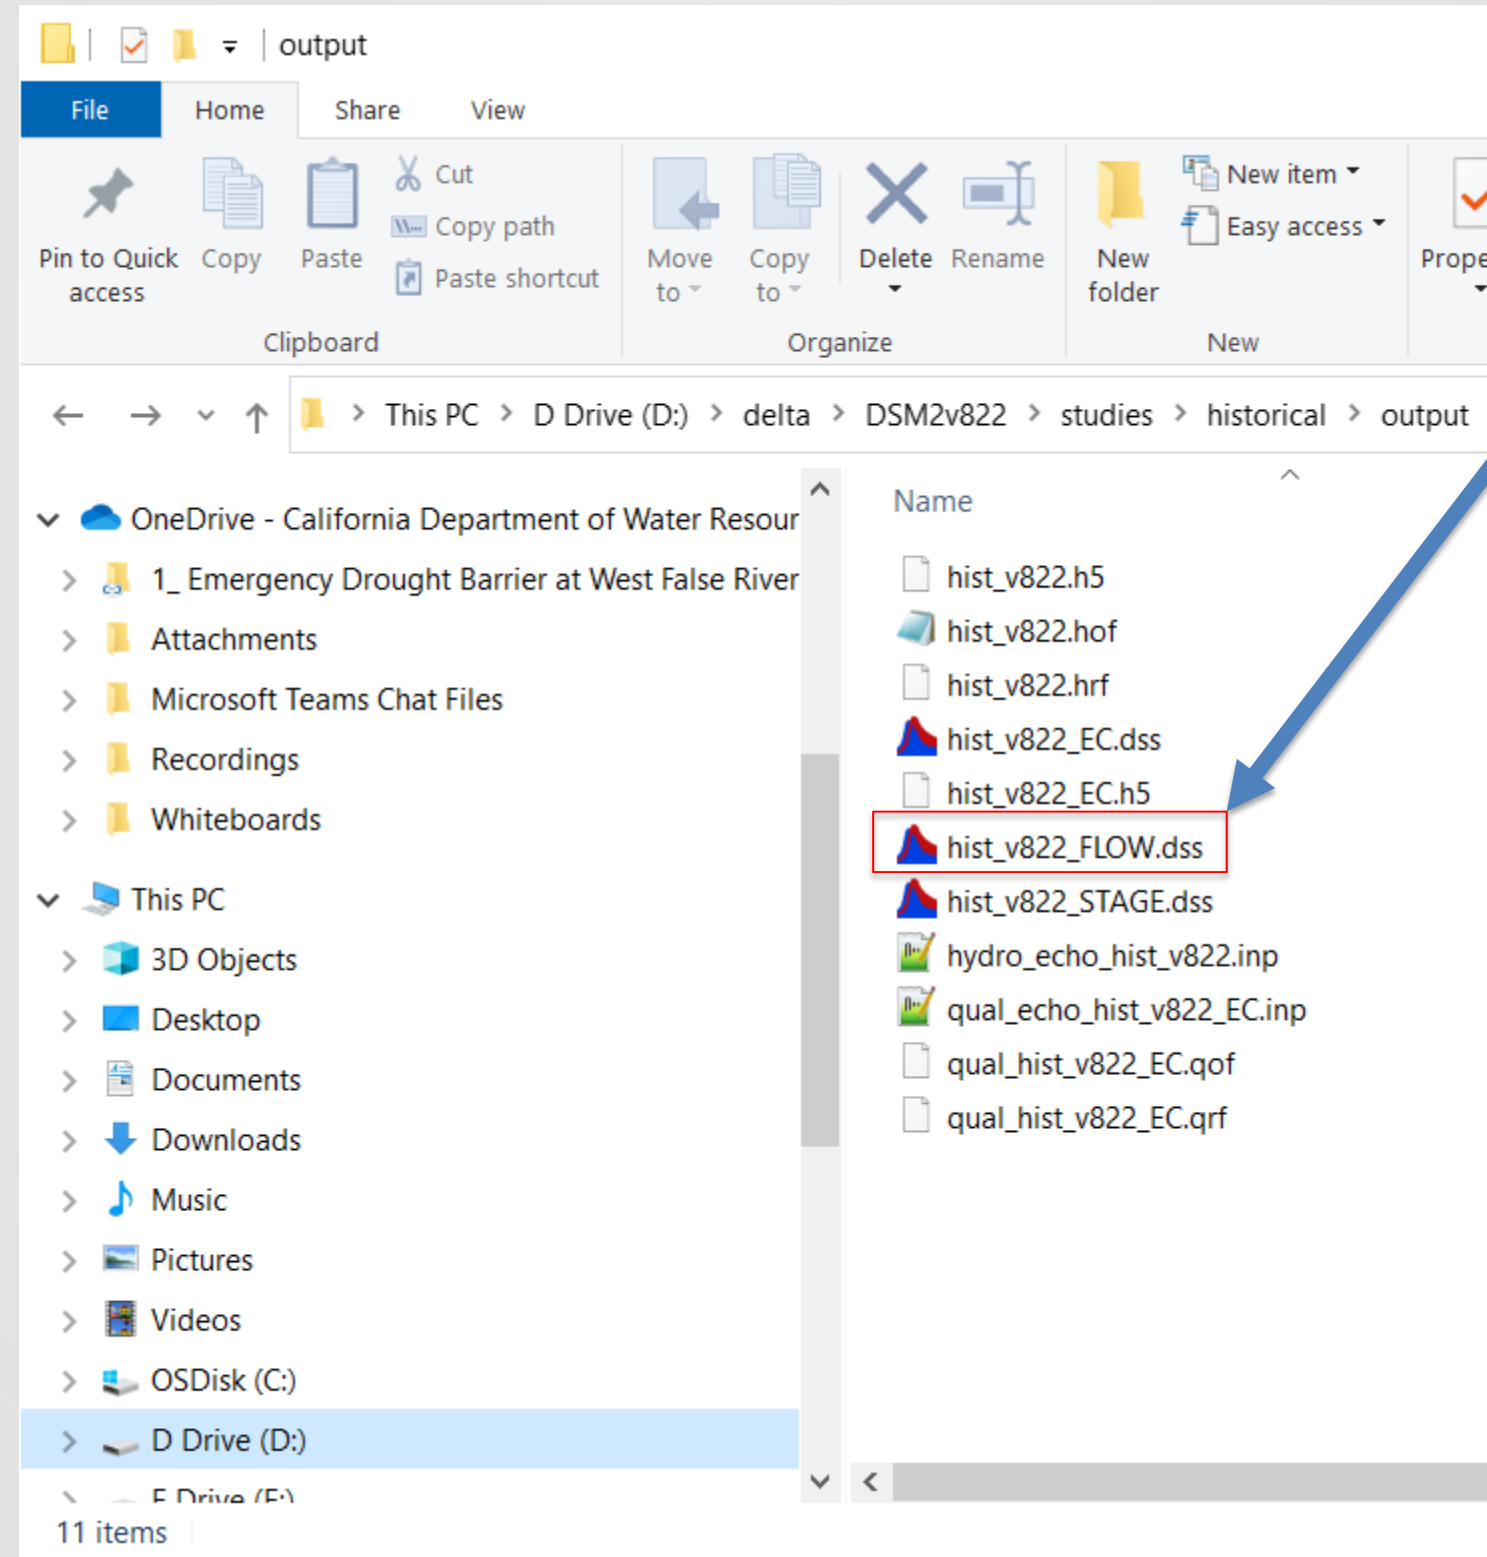 output
File Home Share View
Pin to Quick access
Copy
Paste
Cut
Copy path
Paste shortcut
Clipboard
Move to
Copy to
Delete
Rename
Organize
New folder
New item
Easy access
New
This PC > D Drive (D:) > delta > DSM2v822 > studies > historical > output
OneDrive - California Department of Water Resour
1_ Emergency Drought Barrier at West False River
Attachments
Microsoft Teams Chat Files
Recordings
Whiteboards
This PC
3D Objects
Desktop
Documents
Downloads
Music
Pictures
Videos
OSDisk (C:)
D Drive (D:)
Name
hist_v822.h5
hist_v822.hof
hist_v822.hrf
hist_v822_EC.dss
hist_v822_EC.h5
hist_v822_FLOW.dss
hist_v822_STAGE.dss
hydro_echo_hist_v822.inp
qual_echo_hist_v822_EC.inp
qual_hist_v822_EC.qof
qual_hist_v822_EC.qrf
11 items